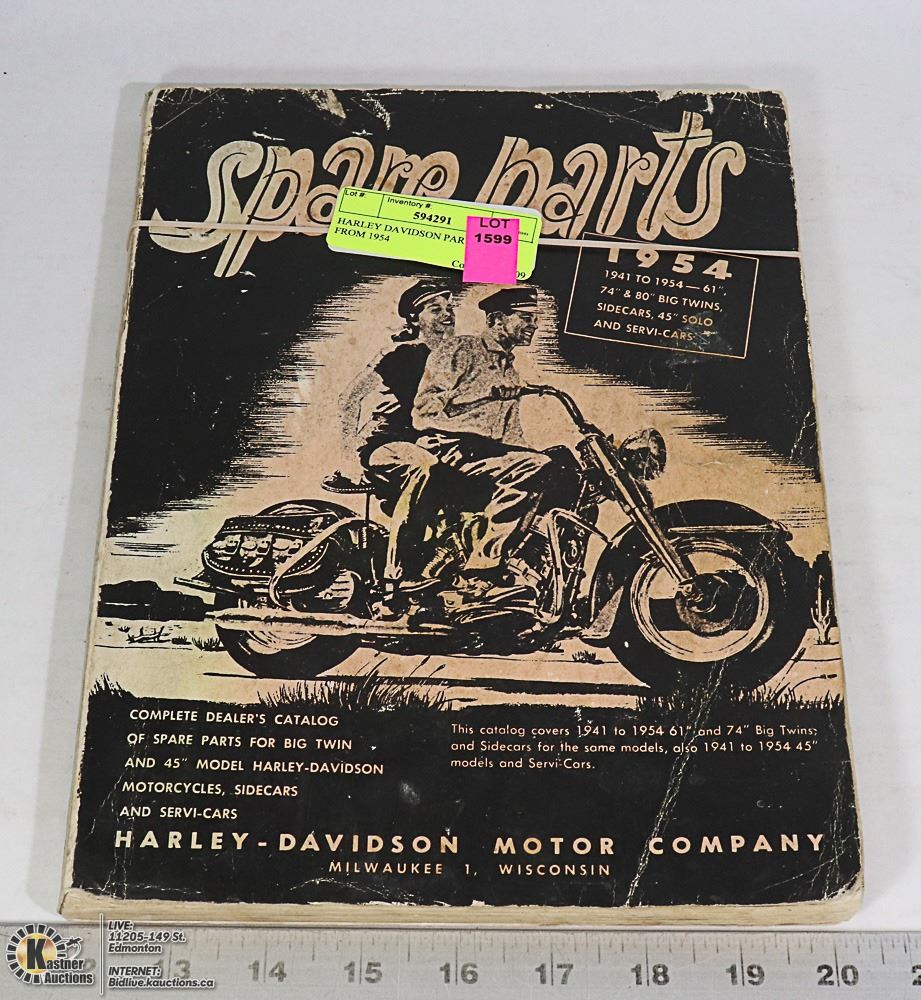 Spare parts
Lot #:
Inventory #:
594291
HARLEY DAVIDSON
FROM 1954
LOT
1599
1954
1941 TO 1954 — 61",
74" & 80" BIG TWINS,
SIDECARS, 45" SOLO
AND SERVI-CARS
COMPLETE DEALER'S CATALOG
OF SPARE PARTS FOR BIG TWIN
AND 45" MODEL HARLEY-DAVIDSON
MOTORCYCLES, SIDECARS
AND SERVI-CARS
This catalog covers 1941 to 1954 61" and 74" Big Twins;
and Sidecars for the same models, also 1941 to 1954 45"
models and Servi-Cars.
HARLEY-DAVIDSON MOTOR COMPANY
MILWAUKEE 1, WISCONSIN
Kastner
Auctions
LIVE:
11205-149 St.
Edmonton
INTERNET:
Bidlive.kauctions.ca
13 14 15 16 17 18 19 20